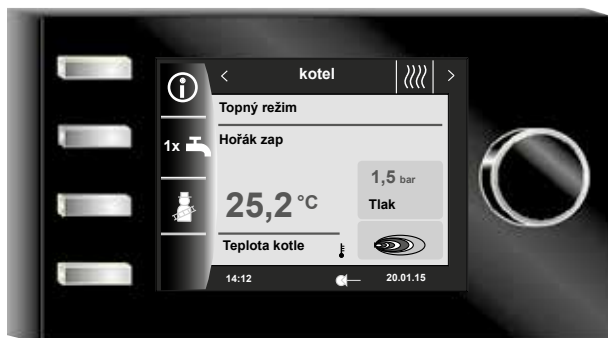 kotel
Topný režim
1x
Hořák zap
1,5 bar
25,2 °C
Tlak
Teplota kotle
14:12
20.01.15